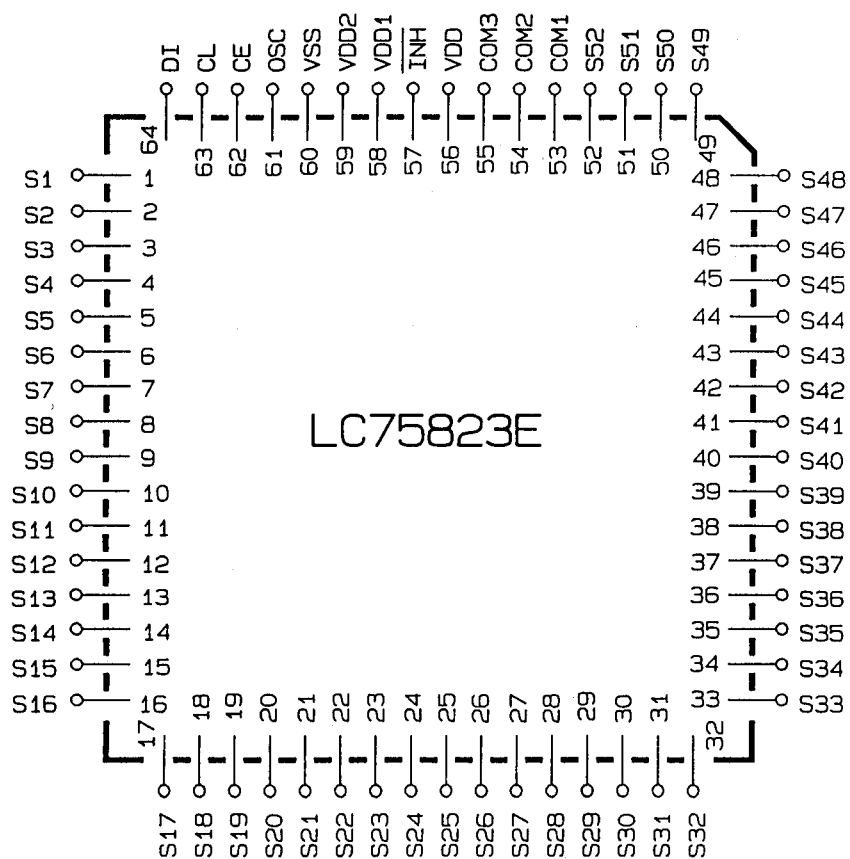 DI CL CE OSC VSS VDD2 VDD1 INH VDD COM3 COM2 COM1 S52 S51 S50 S49
64 63 62 61 60 59 58 57 56 55 54 53 52 51 50 49
S1 1 48 S48
S2 2 47 S47
S3 3 46 S46
S4 4 45 S45
S5 5 44 S44
S6 6 43 S43
S7 7 42 S42
S8 8 41 S41
LC75823E
S9 9 40 S40
S10 10 39 S39
S11 11 38 S38
S12 12 37 S37
S13 13 36 S36
S14 14 35 S35
S15 15 34 S34
S16 16 33 S33
17 18 19 20 21 22 23 24 25 26 27 28 29 30 31 32
S17 S18 S19 S20 S21 S22 S23 S24 S25 S26 S27 S28 S29 S30 S31 S32